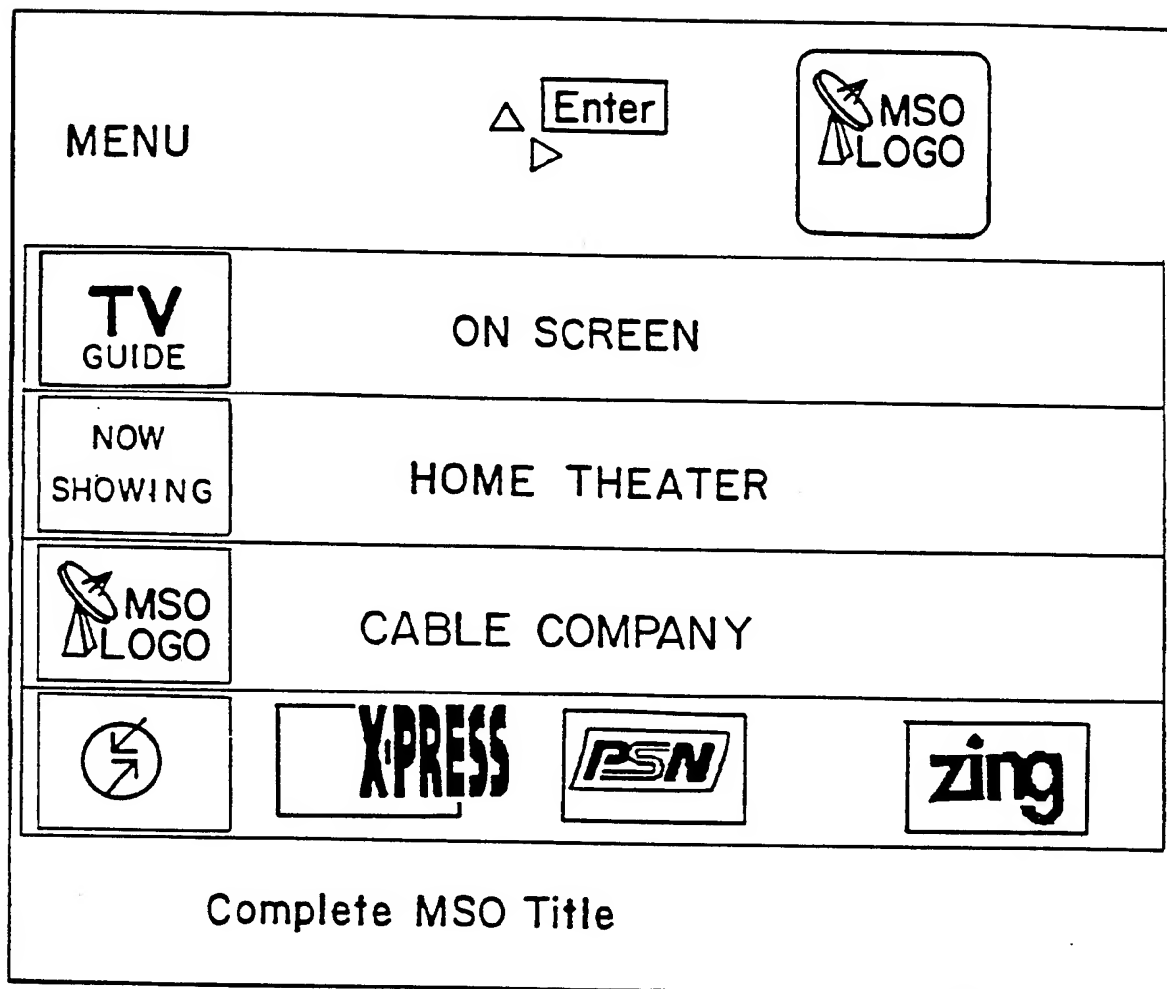 MENU
Enter
MSO
LOGO
TV
GUIDE
ON SCREEN
NOW
SHOWING
HOME THEATER
MSO
LOGO
CABLE COMPANY
X·PRESS
PSN
zing
Complete MSO Title